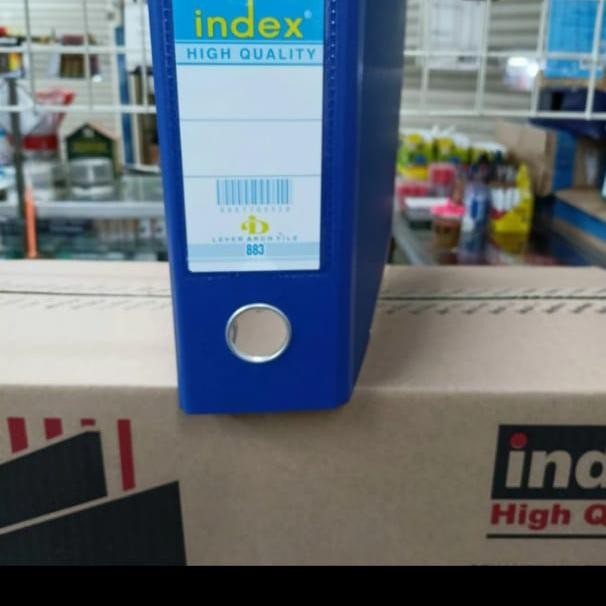 index®
HIGH QUALITY
LEVER ARCH FILE
883
ind
High Q